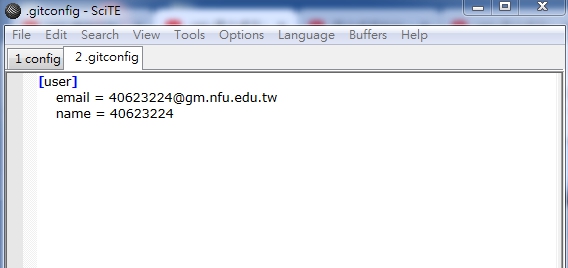 .gitconfig - SciTE
File Edit Search View Tools Options Language Buffers Help
1 config 2 .gitconfig
[user]
email = 40623224@gm.nfu.edu.tw
name = 40623224